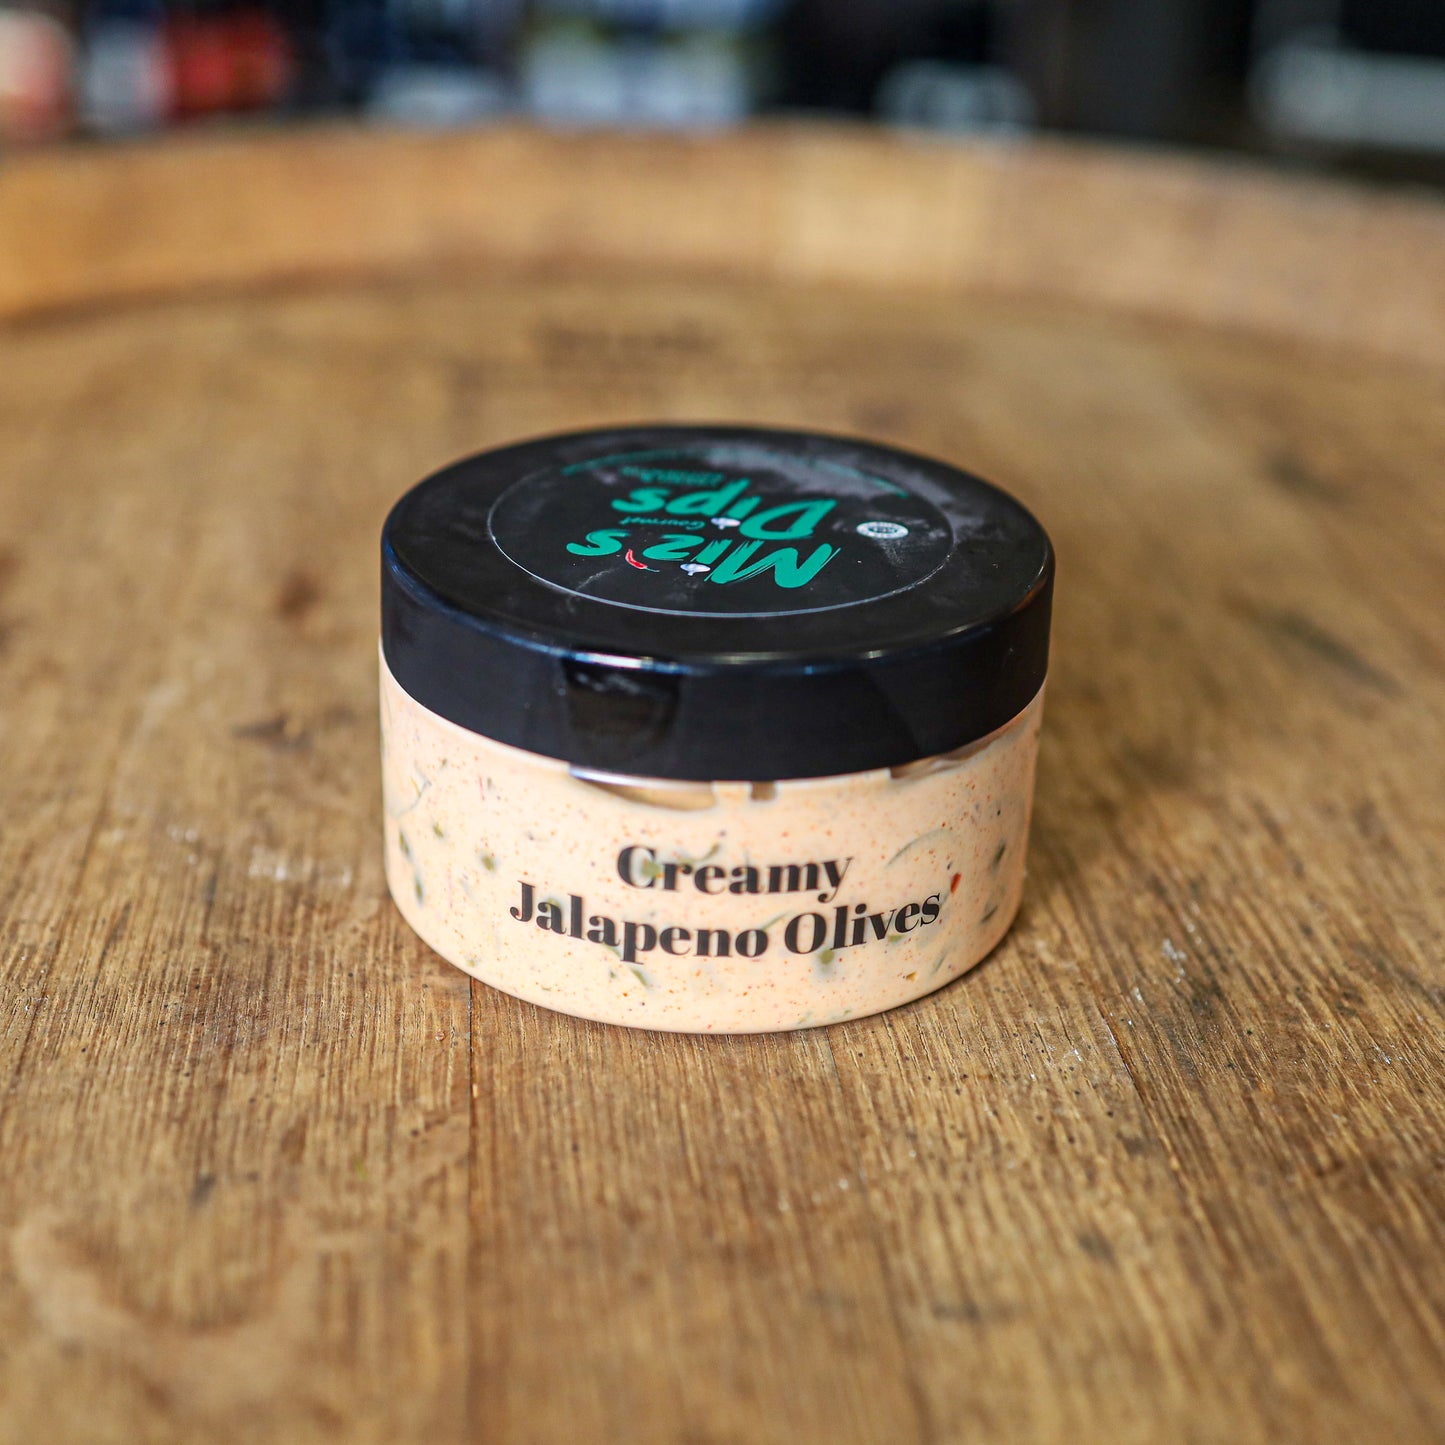 Miz's
Gourmet
Dips
Creamy
Jalapeno Olives